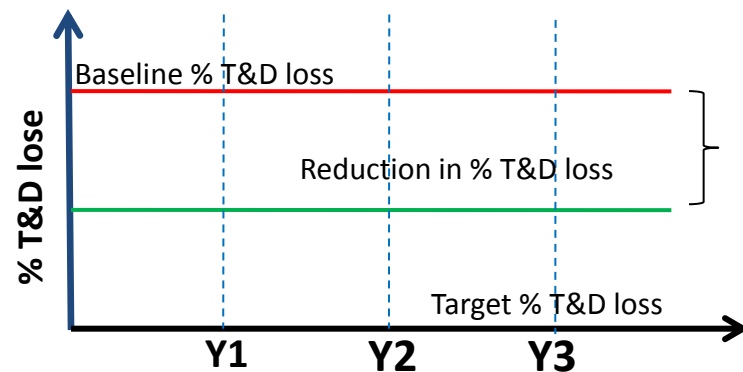 Baseline % T&D loss
% T&D lose
Reduction in % T&D loss
Target % T&D loss
Y1 Y2 Y3